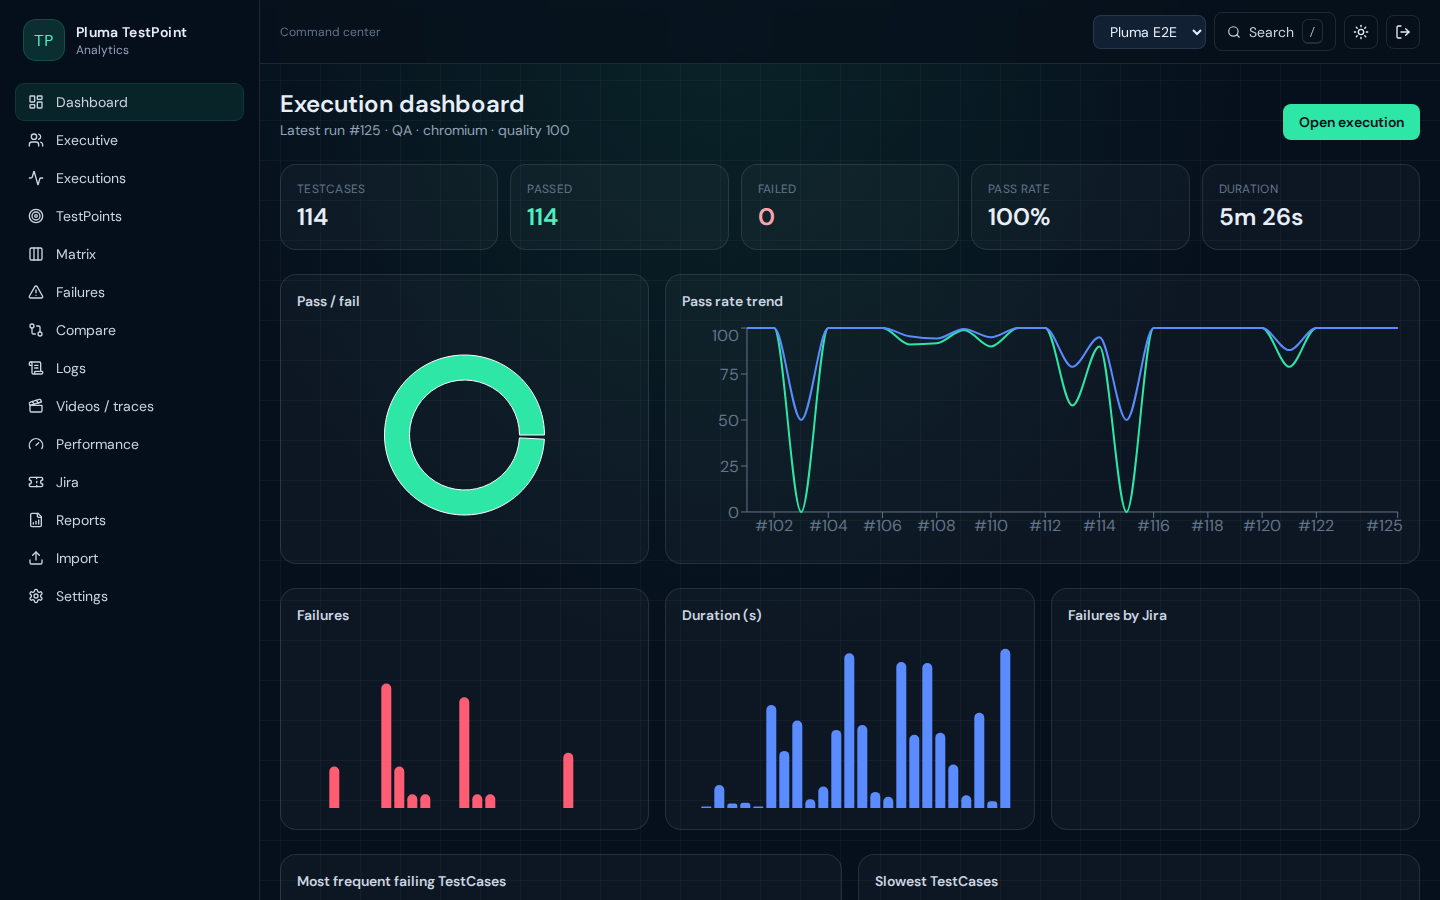 TP
Pluma TestPoint
Analytics
Dashboard
Executive
Executions
TestPoints
Matrix
Failures
Compare
Logs
Videos / traces
Performance
Jira
Reports
Import
Settings
Command center
Pluma E2E
Search /
Execution dashboard
Latest run #125 · QA · chromium · quality 100
Open execution
TESTCASES
114
PASSED
114
FAILED
0
PASS RATE
100%
DURATION
5m 26s
Pass / fail
Pass rate trend
100
75
50
25
0
#102 #104 #106 #108 #110 #112 #114 #116 #118 #120 #122 #125
Failures
Duration (s)
Failures by Jira
Most frequent failing TestCases
Slowest TestCases